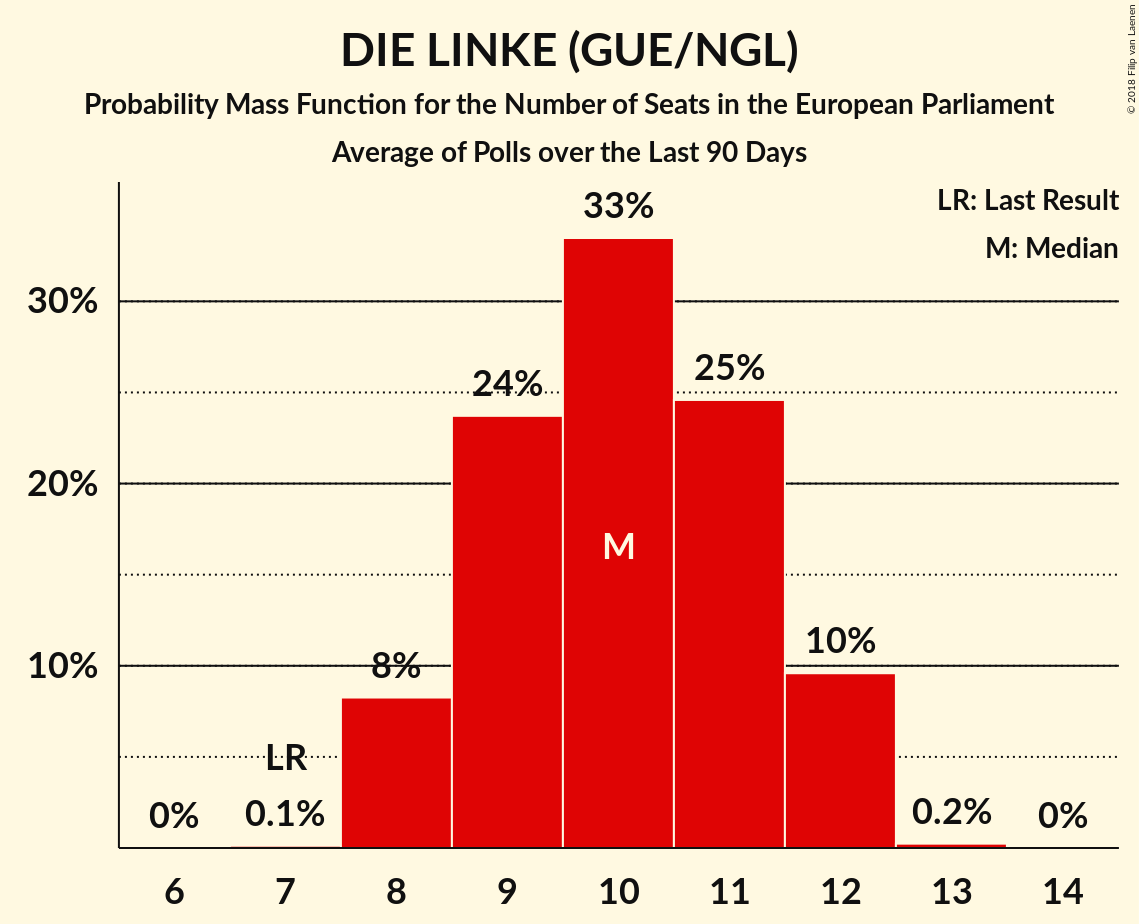 DIE LINKE (GUE/NGL)
Probability Mass Function for the Number of Seats in the European Parliament
Average of Polls over the Last 90 Days
© 2018 Filip van Laenen
LR: Last Result
M: Median
33%
30%
25%
24%
20%
M
10%
10%
8%
LR
0%
0.1%
0.2%
0%
6 7 8 9 10 11 12 13 14